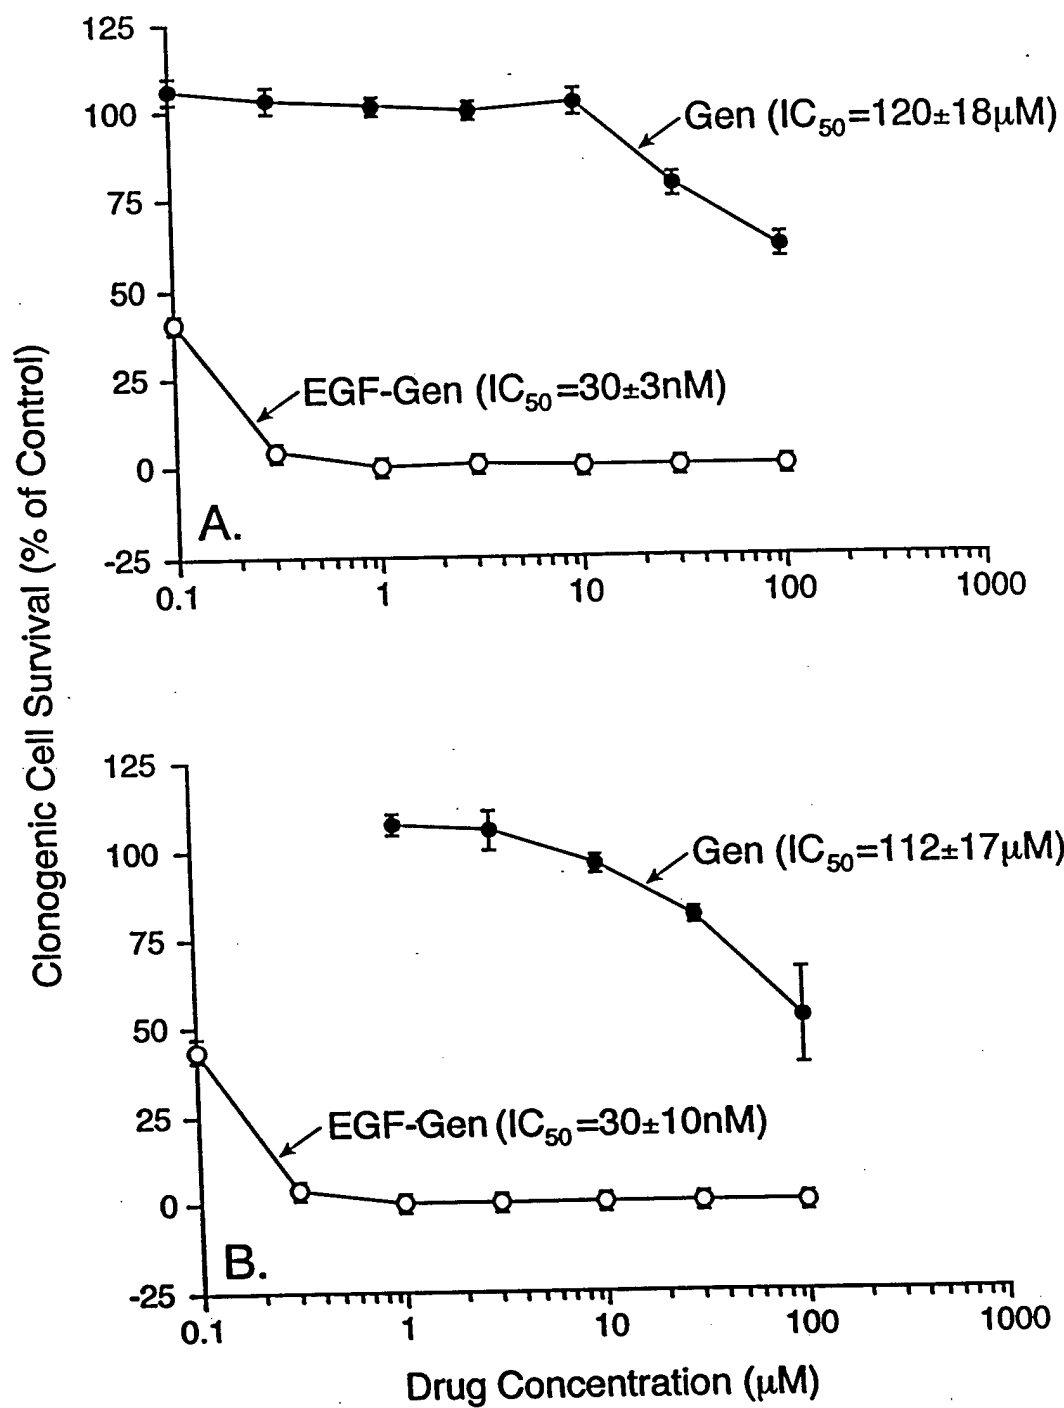 Clonogenic Cell Survival (% of Control)
125
100
75
50
25
0
-25
Gen (IC50=120±18μM)
EGF-Gen (IC50=30±3nM)
A.
0.1 1 10 100 1000
125
100
75
50
25
0
-25
Gen (IC50=112±17μM)
EGF-Gen (IC50=30±10nM)
B.
0.1 1 10 100 1000
Drug Concentration (μM)